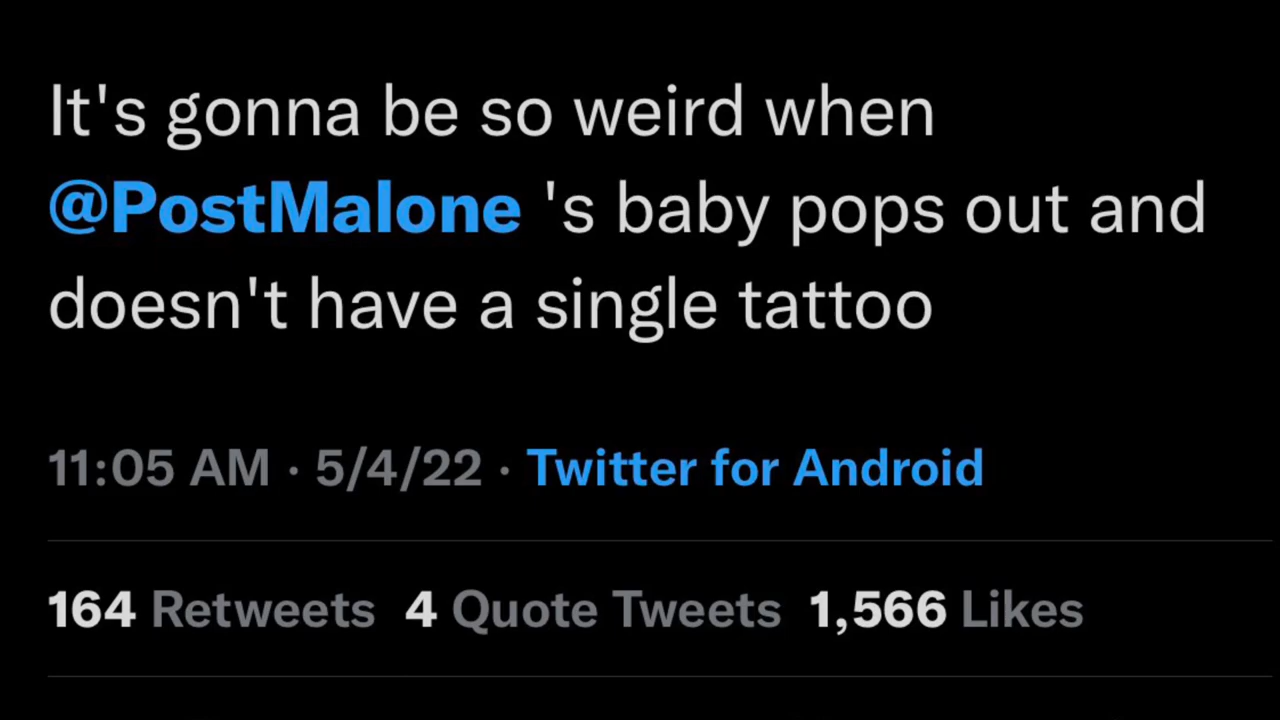 It's gonna be so weird when
@PostMalone 's baby pops out and
doesn't have a single tattoo
11:05 AM · 5/4/22 · Twitter for Android
164 Retweets 4 Quote Tweets 1,566 Likes